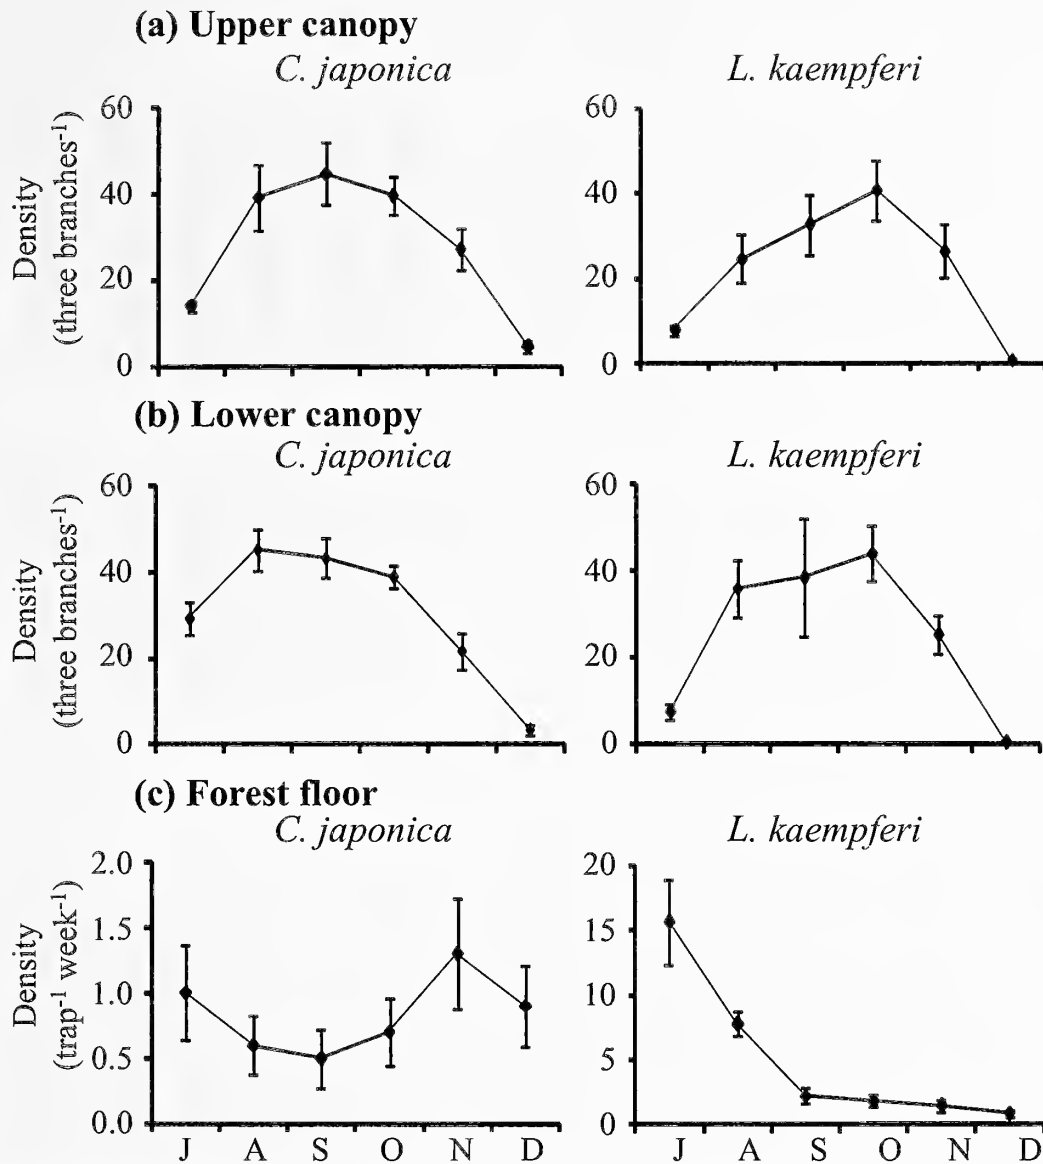 (a) Upper canopy
C. japonica
L. kaempferi
Density
(three branches⁻¹)
60
40
20
0
60
40
20
0
(b) Lower canopy
C. japonica
L. kaempferi
Density
(three branches⁻¹)
60
40
20
0
60
40
20
0
(c) Forest floor
C. japonica
L. kaempferi
Density
(trap⁻¹ week⁻¹)
2.0
1.5
1.0
0.5
0.0
20
15
10
5
0
J A S O N D
J A S O N D